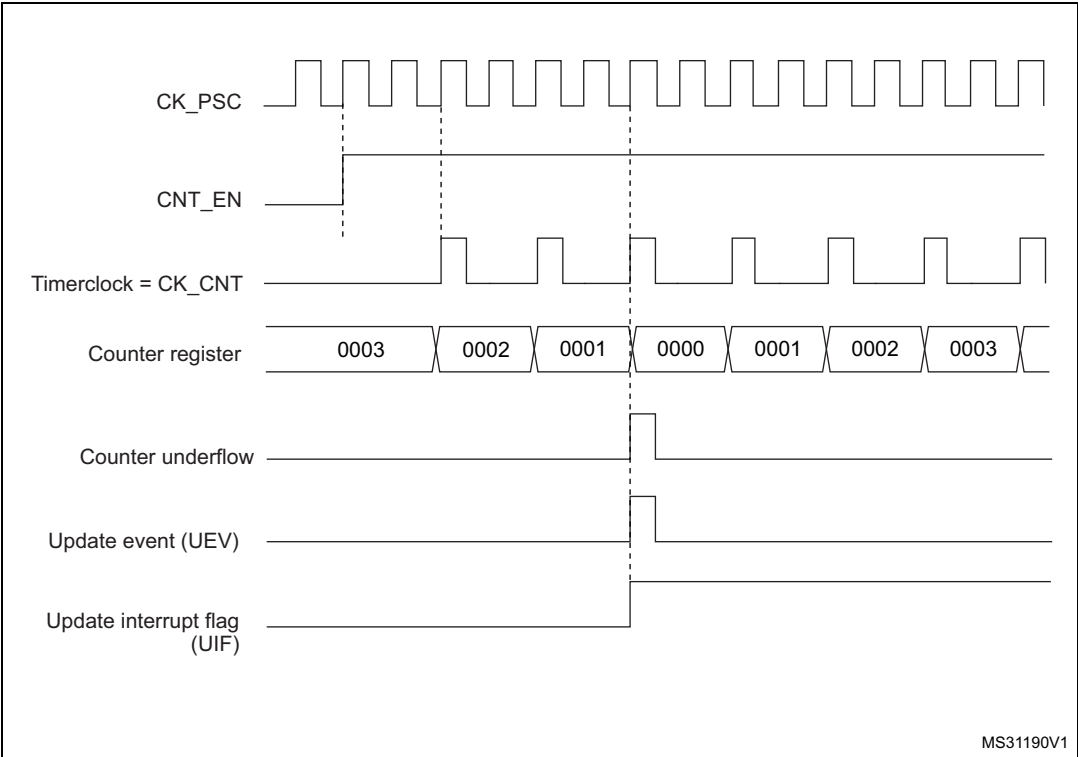 CK_PSC
CNT_EN
Timerclock = CK_CNT
Counter register 0003 0002 0001 0000 0001 0002 0003
Counter underflow
Update event (UEV)
Update interrupt flag
(UIF)
MS31190V1